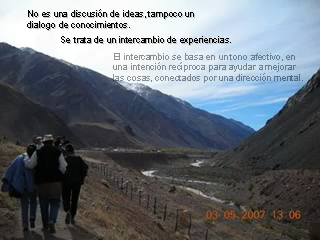 No es una discusión de ideas, tampoco un
dialogo de conocimientos.
Se trata de un intercambio de experiencias.
El intercambio se basa en un tono afectivo, en
una intención reciproca para ayudar a mejorar
las cosas, conectados por una dirección mental.
03 05 2007 13 06